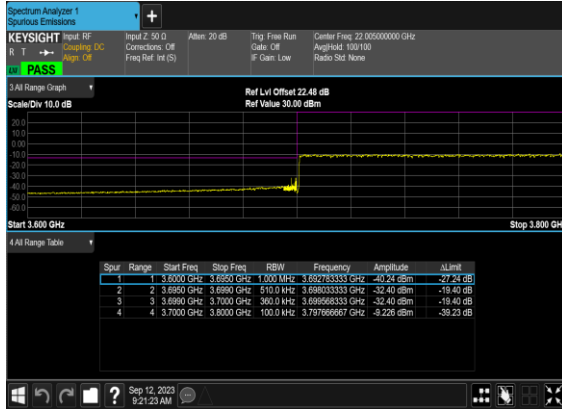 Spectrum Analyzer 1
Spurious Emissions
+
KEYSIGHT Input: RF Input Z: 50 Ω Atten: 20 dB Trig: Free Run Center Freq: 22.005000000 GHz
R T Coupling: DC Corrections: Off Gate: Off Avg|Hold: 100/100
Align: Off Freq Ref: Int (S) IF Gain: Low Radio Std: None
PASS
3 All Range Graph
Ref Lvl Offset 22.48 dB
Scale/Div 10.0 dB Ref Value 30.00 dBm
20.0
10.0
0.00
-10.0
-20.0
-30.0
-40.0
-50.0
-60.0
Start 3.600 GHz Stop 3.800 GH
4 All Range Table
Spur Range Start Freq Stop Freq RBW Frequency Amplitude ΔLimit
1 1 3.6000 GHz 3.6950 GHz 1.000 MHz 3.692783333 GHz -40.24 dBm -27.24 dB
2 2 3.6950 GHz 3.6990 GHz 510.0 kHz 3.698033333 GHz -32.40 dBm -19.40 dB
3 3 3.6990 GHz 3.7000 GHz 360.0 kHz 3.699568333 GHz -32.40 dBm -19.40 dB
4 4 3.7000 GHz 3.8000 GHz 100.0 kHz 3.797666667 GHz -9.226 dBm -39.23 dB
? Sep 12, 2023
9:21:23 AM